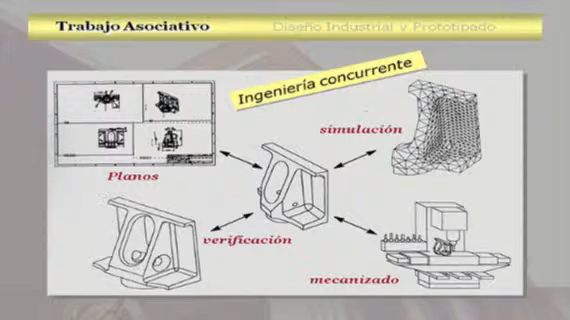 Trabajo Asociativo
Diseño Industrial y Prototipado
Ingeniería concurrente
simulación
Planos
verificación
mecanizado